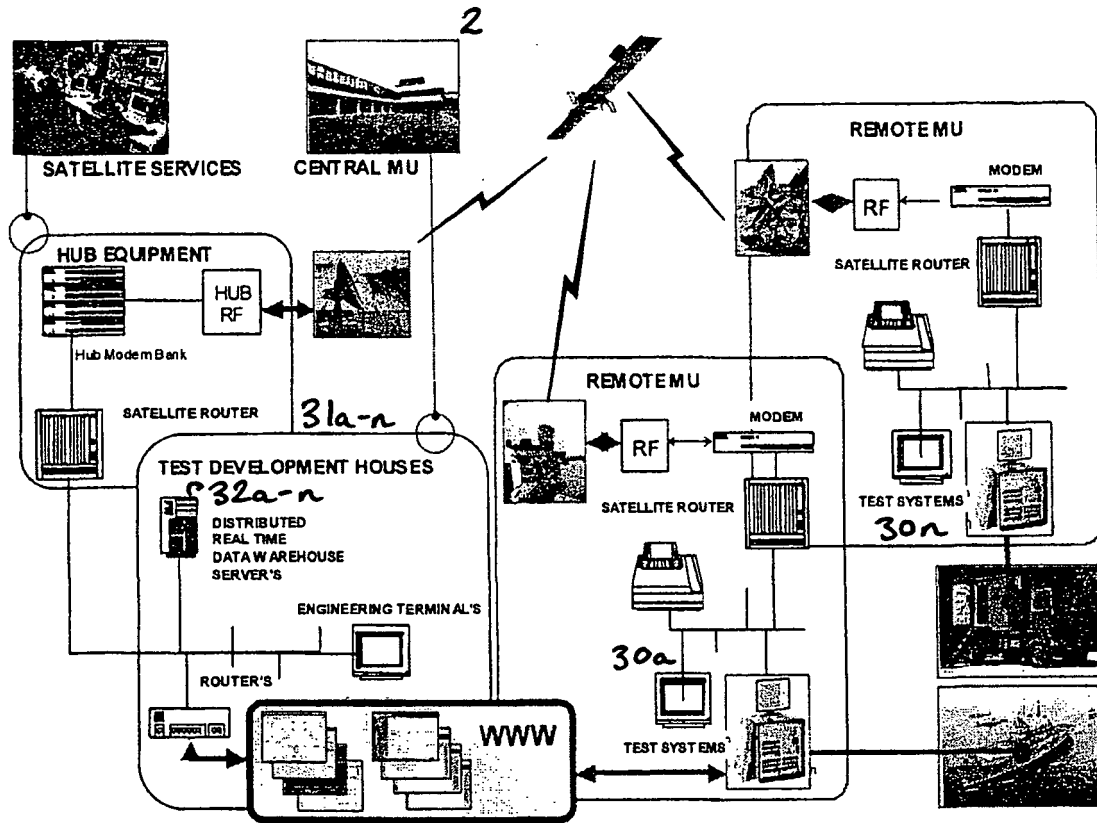 2
SATELLITE SERVICES
CENTRAL MU
REMOTE MU
MODEM
RF
SATELLITE ROUTER
HUB EQUIPMENT
HUB
RF
Hub Modem Bank
SATELLITE ROUTER
31a-n
TEST DEVELOPMENT HOUSES
32a-n
DISTRIBUTED
REAL TIME
DATA WAREHOUSE
SERVER'S
ENGINEERING TERMINAL'S
ROUTER'S
WWW
REMOTE MU
MODEM
RF
SATELLITE ROUTER
30a
TEST SYSTEMS
TEST SYSTEMS
30n